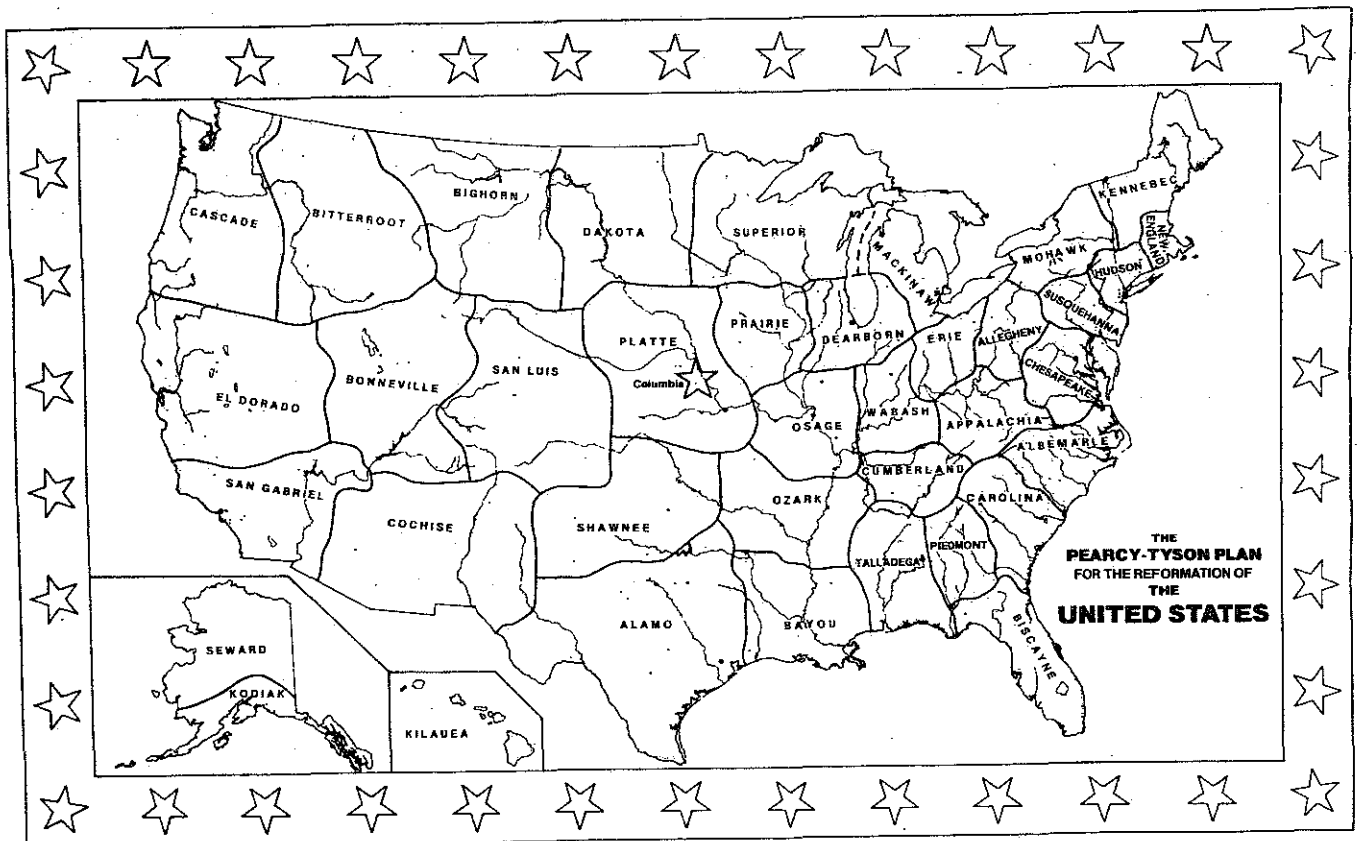 CASCADE
BITTERROOT
BIGHORN
DAKOTA
SUPERIOR
MACKINAW
MOHAWK
KENNEBEC
NEW
ENGLAND
HUDSON
SUSQUEHANNA
ALLEGHENY
ERIE
DEARBORN
PRAIRIE
PLATTE
Columbia
SAN LUIS
BONNEVILLE
EL DORADO
CHESAPEAKE
APPALACHIA
ALBEMARLE
WABASH
OSAGE
CUMBERLAND
SAN GABRIEL
COCHISE
SHAWNEE
OZARK
CAROLINA
PIEDMONT
TALLADEGA
ALAMO
BAYOU
BISCAYNE
SEWARD
KODIAK
KILAUEA
THE
PEARCY-TYSON PLAN
FOR THE REFORMATION OF
THE
UNITED STATES